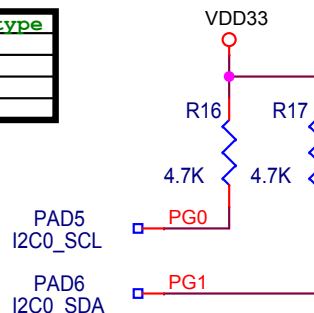 type
VDD33
R16
R17
4.7K
4.7K
PAD5
I2C0_SCL
PG0
PAD6
I2C0_SDA
PG1